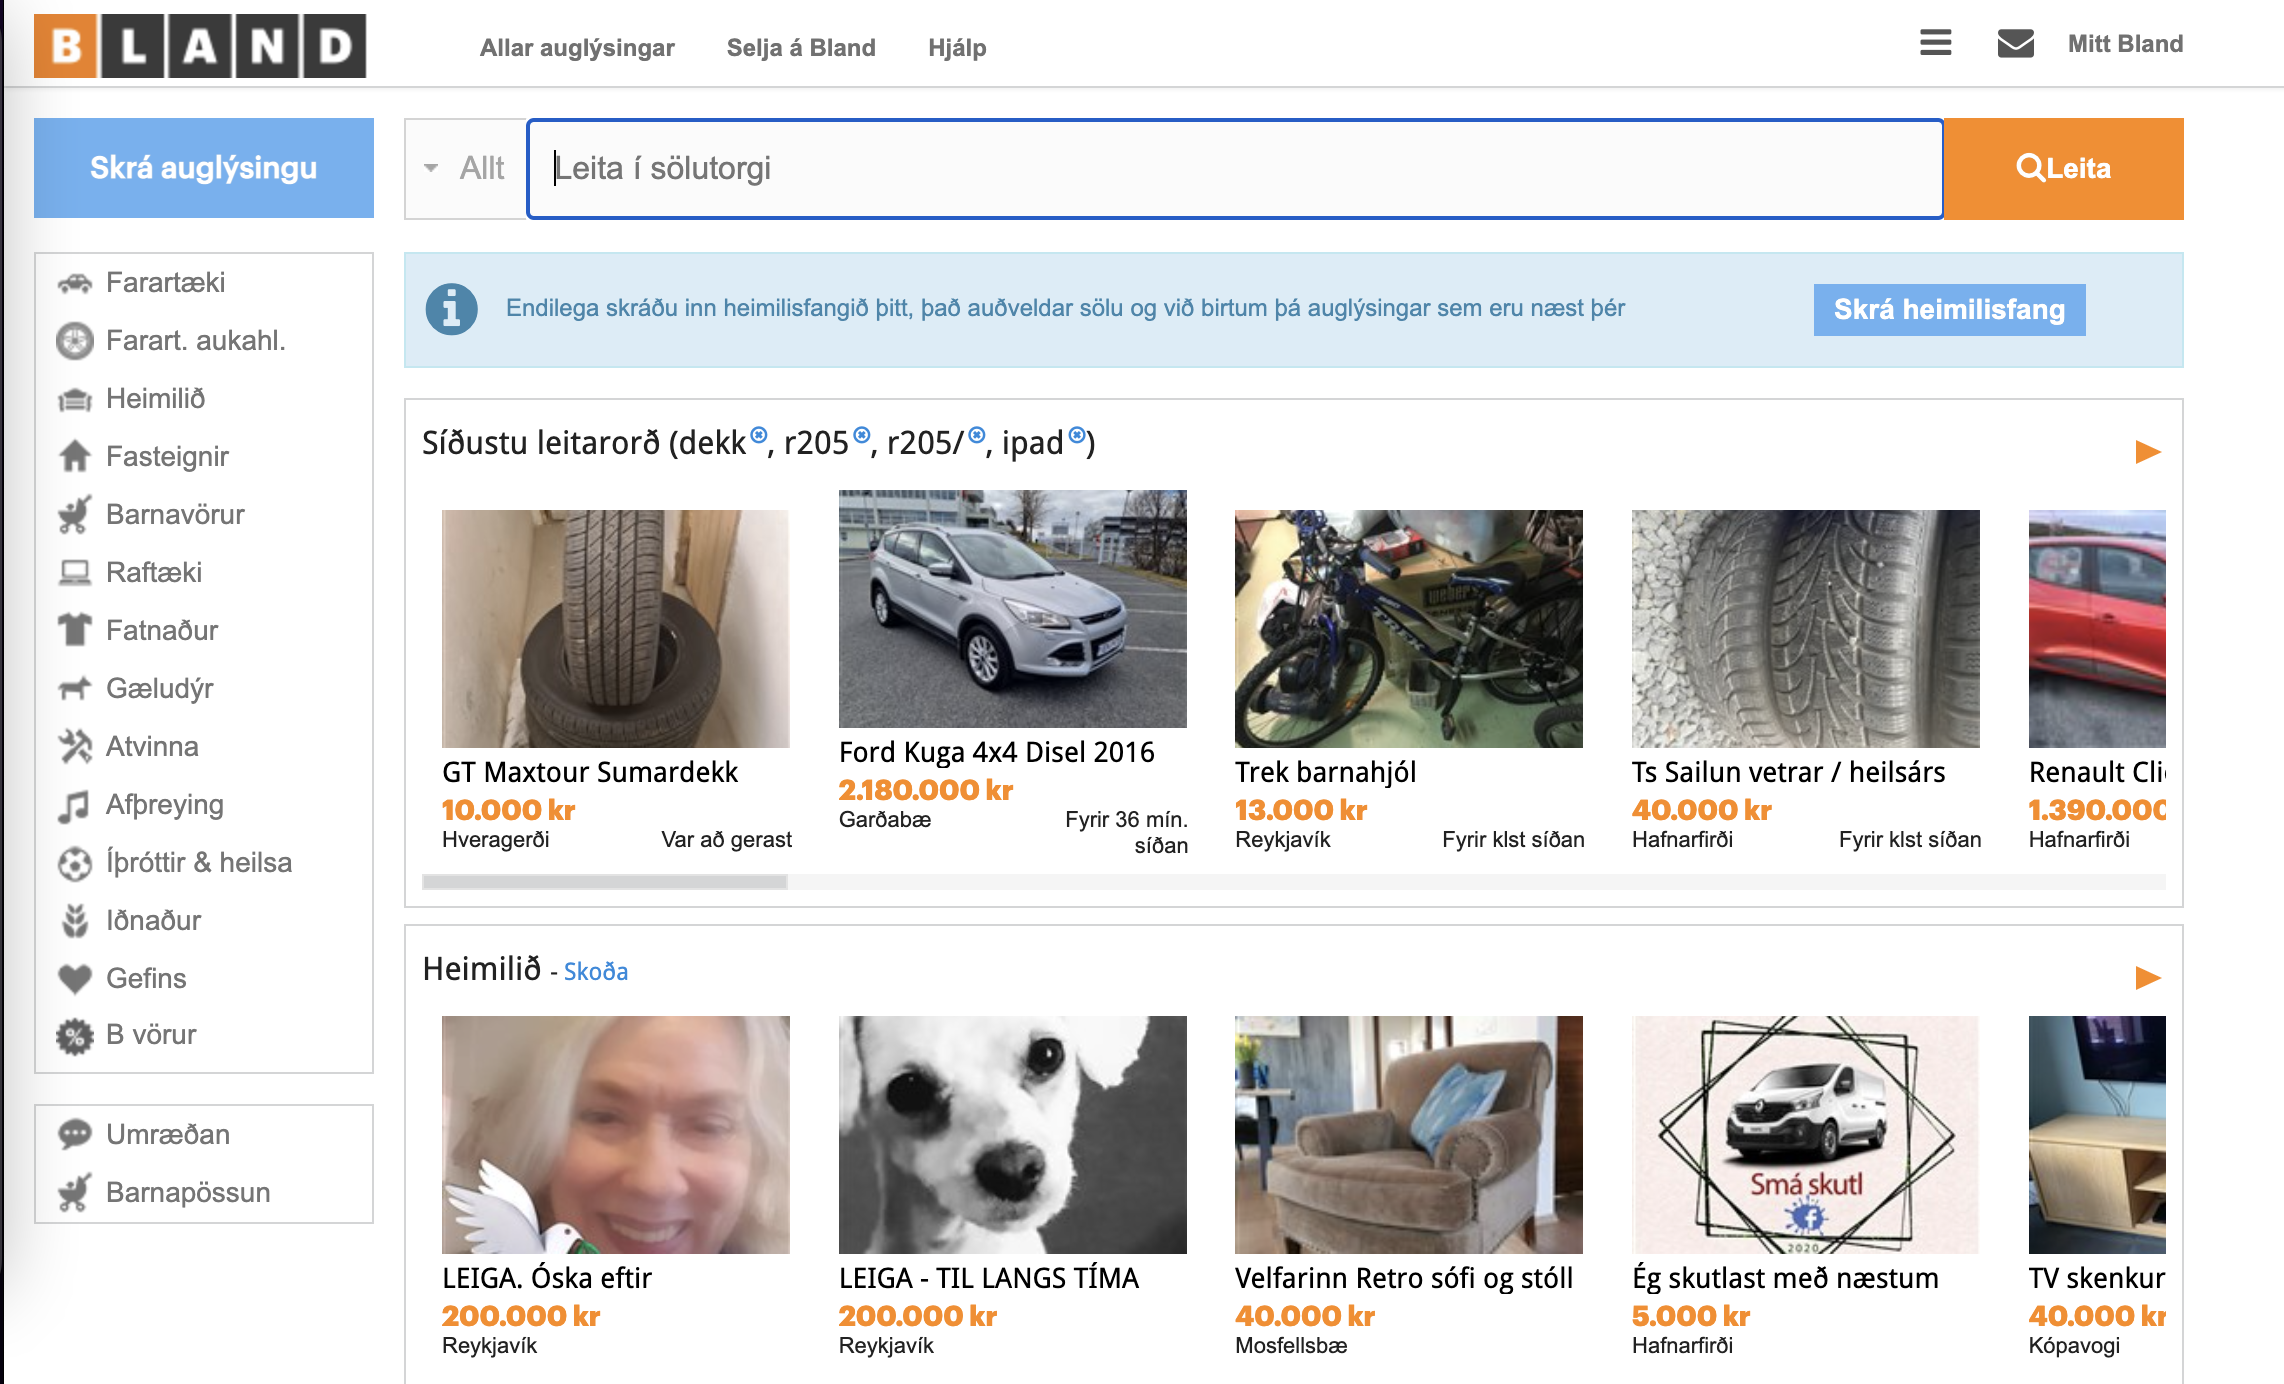 BLAND
Allar auglýsingar
Selja á Bland
Hjálp
Mitt Bland
Skrá auglýsingu
Allt
Leita í sölutorgi
Leita
Farartæki
Farart. aukahl.
Heimilið
Fasteignir
Barnavörur
Raftæki
Fatnaður
Gæludýr
Atvinna
Afþreying
Íþróttir & heilsa
Iðnaður
Gefins
B vörur
Umræðan
Barnapössun
Endilega skráðu inn heimilisfangið þitt, það auðveldar sölu og við birtum þá auglýsingar sem eru næst þér
Skrá heimilisfang
Síðustu leitarorð (dekk, r205, r205/, ipad)
GT Maxtour Sumardekk
10.000 kr
Hveragerði
Var að gerast
Ford Kuga 4x4 Disel 2016
2.180.000 kr
Garðabæ
Fyrir 36 mín.
síðan
weber
TREK
Trek barnahjól
13.000 kr
Reykjavík
Fyrir klst síðan
Ts Sailun vetrar / heilsárs
40.000 kr
Hafnarfirði
Fyrir klst síðan
Renault Cli
1.390.000
Hafnarfirði
Heimilið - Skoða
LEIGA. Óska eftir
200.000 kr
Reykjavík
LEIGA - TIL LANGS TÍMA
200.000 kr
Reykjavík
Velfarinn Retro sófi og stóll
40.000 kr
Mosfellsbæ
Smá skutl
2020
Ég skutlast með næstum
5.000 kr
Hafnarfirði
TV skenkur
40.000 kr
Kópavogi